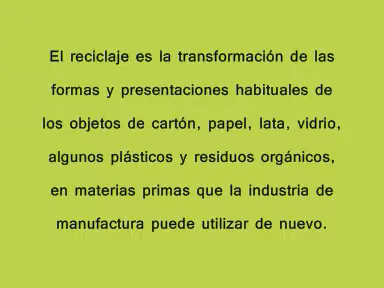 El reciclaje es la transformación de las
formas y presentaciones habituales de
los objetos de cartón, papel, lata, vidrio,
algunos plásticos y residuos orgánicos,
en materias primas que la industria de
manufactura puede utilizar de nuevo.